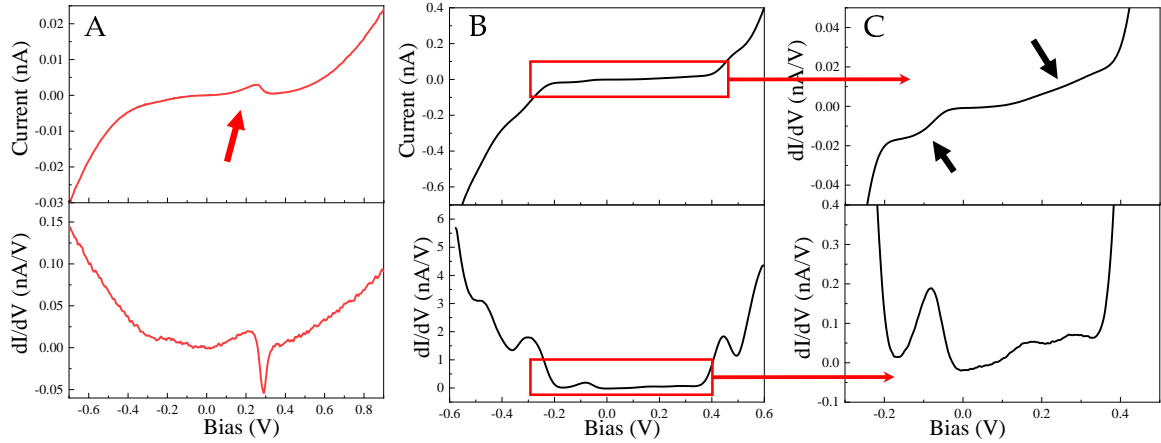 A
Current (nA)
0.02
0.01
0.00
-0.01
-0.02
-0.03
dI/dV (nA/V)
0.15
0.10
0.05
0.00
-0.05
-0.6 -0.4 -0.2 0.0 0.2 0.4 0.6 0.8
Bias (V)
B
Current (nA)
0.4
0.2
0.0
-0.2
-0.4
-0.6
dI/dV (nA/V)
6
5
4
3
2
1
0
-0.6 -0.4 -0.2 0.0 0.2 0.4 0.6
Bias (V)
C
dI/dV (nA/V)
0.04
0.02
0.00
-0.02
-0.04
dI/dV (nA/V)
0.4
0.3
0.2
0.1
0.0
-0.1
-0.2 0.0 0.2 0.4
Bias (V)